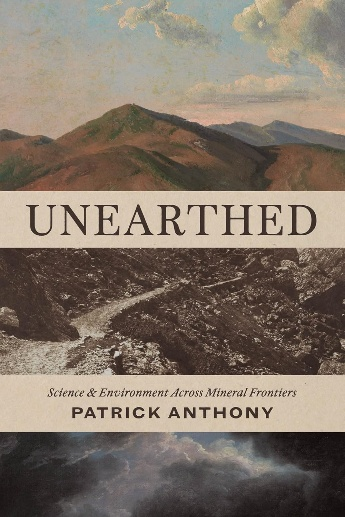 UNEARTHED
Science & Environment Across Mineral Frontiers
PATRICK ANTHONY